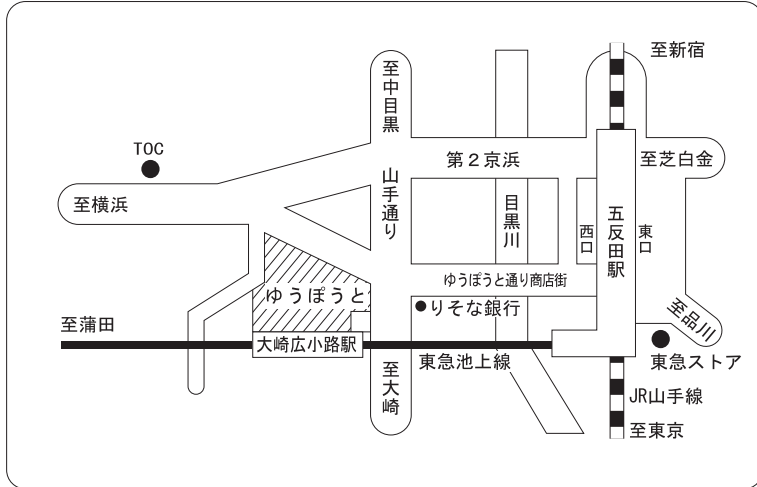 至新宿
至中目黒
TOC
第２京浜
至芝白金
山手通り
至横浜
目黒川
西口
五反田駅
東口
ゆうぽうと通り商店街
ゆうぽうと
りそな銀行
至品川
至蒲田
大崎広小路駅
東急池上線
東急ストア
至大崎
JR山手線
至東京